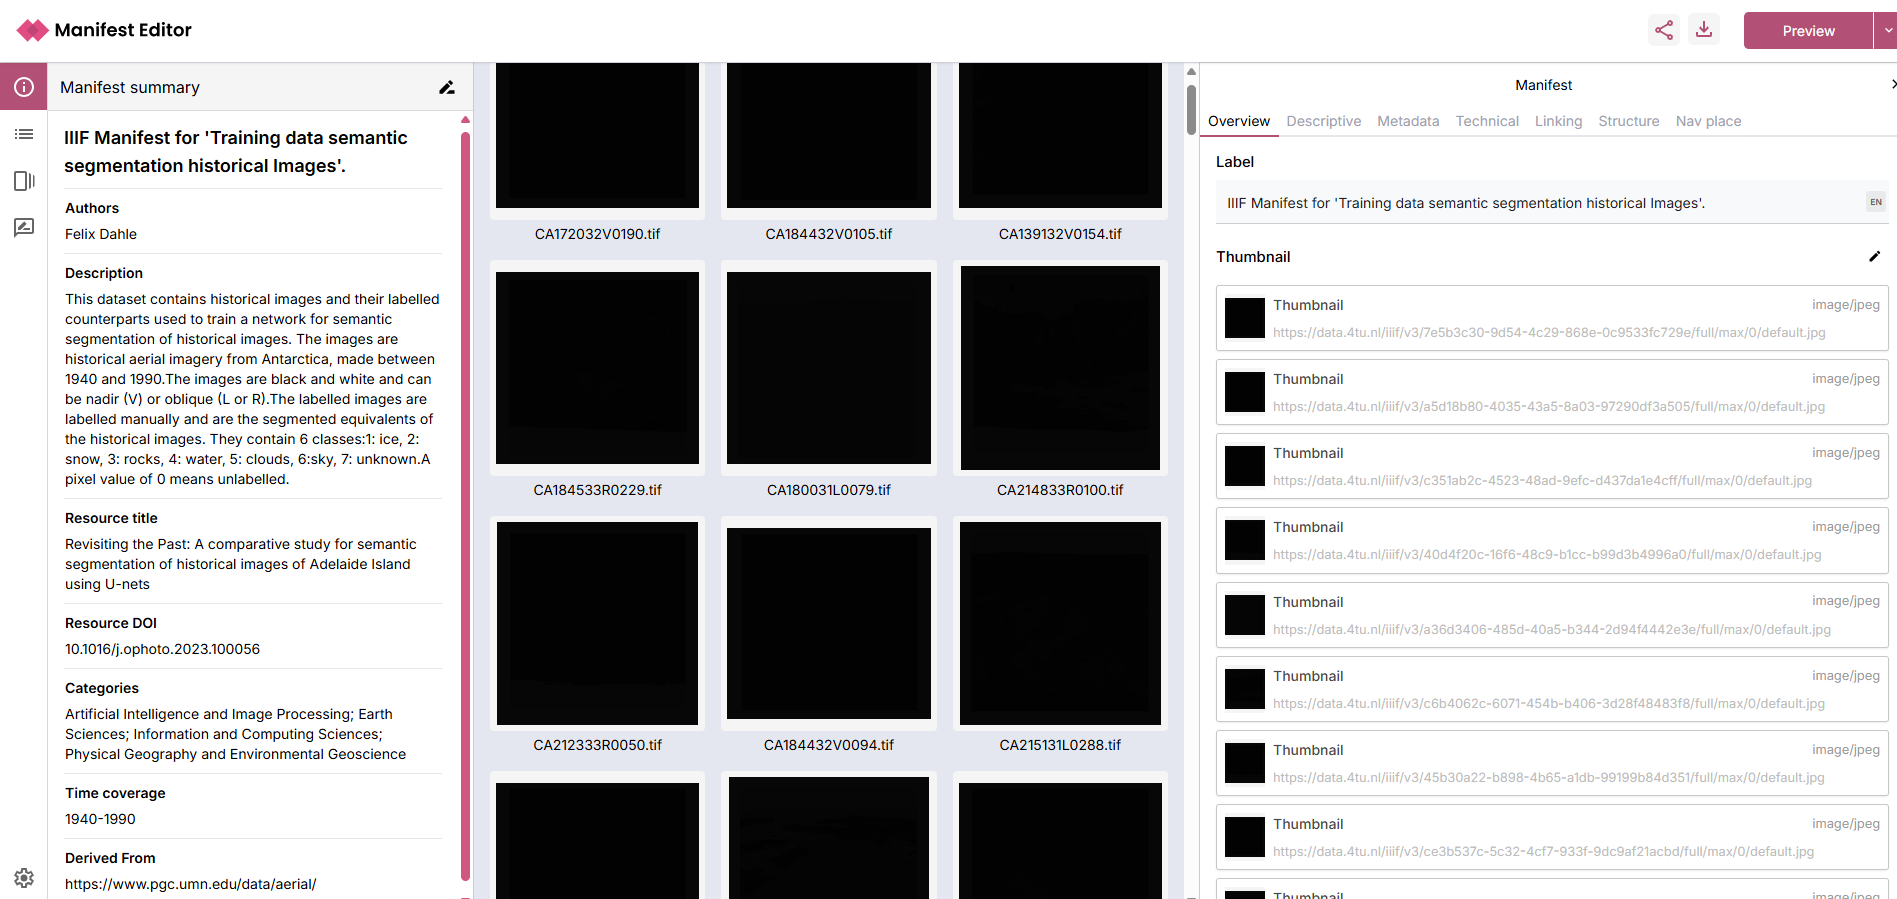 Manifest Editor
Preview
Manifest summary
IIIF Manifest for 'Training data semantic
segmentation historical Images'.
Authors
Felix Dahle
Description
This dataset contains historical images and their labelled
counterparts used to train a network for semantic
segmentation of historical images. The images are
historical aerial imagery from Antarctica, made between
1940 and 1990.The images are black and white and can
be nadir (V) or oblique (L or R).The labelled images are
labelled manually and are the segmented equivalents of
the historical images. They contain 6 classes:1: ice, 2:
snow, 3: rocks, 4: water, 5: clouds, 6:sky, 7: unknown.A
pixel value of 0 means unlabelled.
Resource title
Revisiting the Past: A comparative study for semantic
segmentation of historical images of Adelaide Island
using U-nets
Resource DOI
10.1016/j.ophoto.2023.100056
Categories
Artificial Intelligence and Image Processing; Earth
Sciences; Information and Computing Sciences;
Physical Geography and Environmental Geoscience
Time coverage
1940-1990
Derived From
https://www.pgc.umn.edu/data/aerial/
CA172032V0190.tif
CA184432V0105.tif
CA139132V0154.tif
CA184533R0229.tif
CA180031L0079.tif
CA214833R0100.tif
CA212333R0050.tif
CA184432V0094.tif
CA215131L0288.tif
Manifest
Overview Descriptive Metadata Technical Linking Structure Nav place
Label
IIIF Manifest for 'Training data semantic segmentation historical Images'.
EN
Thumbnail
Thumbnail image/jpeg
https://data.4tu.nl/iiif/v3/7e5b3c30-9d54-4c29-868e-0c9533fc729e/full/max/0/default.jpg
Thumbnail image/jpeg
https://data.4tu.nl/iiif/v3/a5d18b80-4035-43a5-8a03-97290df3a505/full/max/0/default.jpg
Thumbnail image/jpeg
https://data.4tu.nl/iiif/v3/c351ab2c-4523-48ad-9efc-d437da1e4cff/full/max/0/default.jpg
Thumbnail image/jpeg
https://data.4tu.nl/iiif/v3/40d4f20c-16f6-48c9-b1cc-b99d3b4996a0/full/max/0/default.jpg
Thumbnail image/jpeg
https://data.4tu.nl/iiif/v3/a36d3406-485d-40a5-b344-2d94f4442e3e/full/max/0/default.jpg
Thumbnail image/jpeg
https://data.4tu.nl/iiif/v3/c6b4062c-6071-454b-b406-3d28f48483f8/full/max/0/default.jpg
Thumbnail image/jpeg
https://data.4tu.nl/iiif/v3/45b30a22-b898-4b65-a1db-99199b84d351/full/max/0/default.jpg
Thumbnail image/jpeg
https://data.4tu.nl/iiif/v3/ce3b537c-5c32-4cf7-933f-9dc9af21acbd/full/max/0/default.jpg
Thumbnail image/jpeg